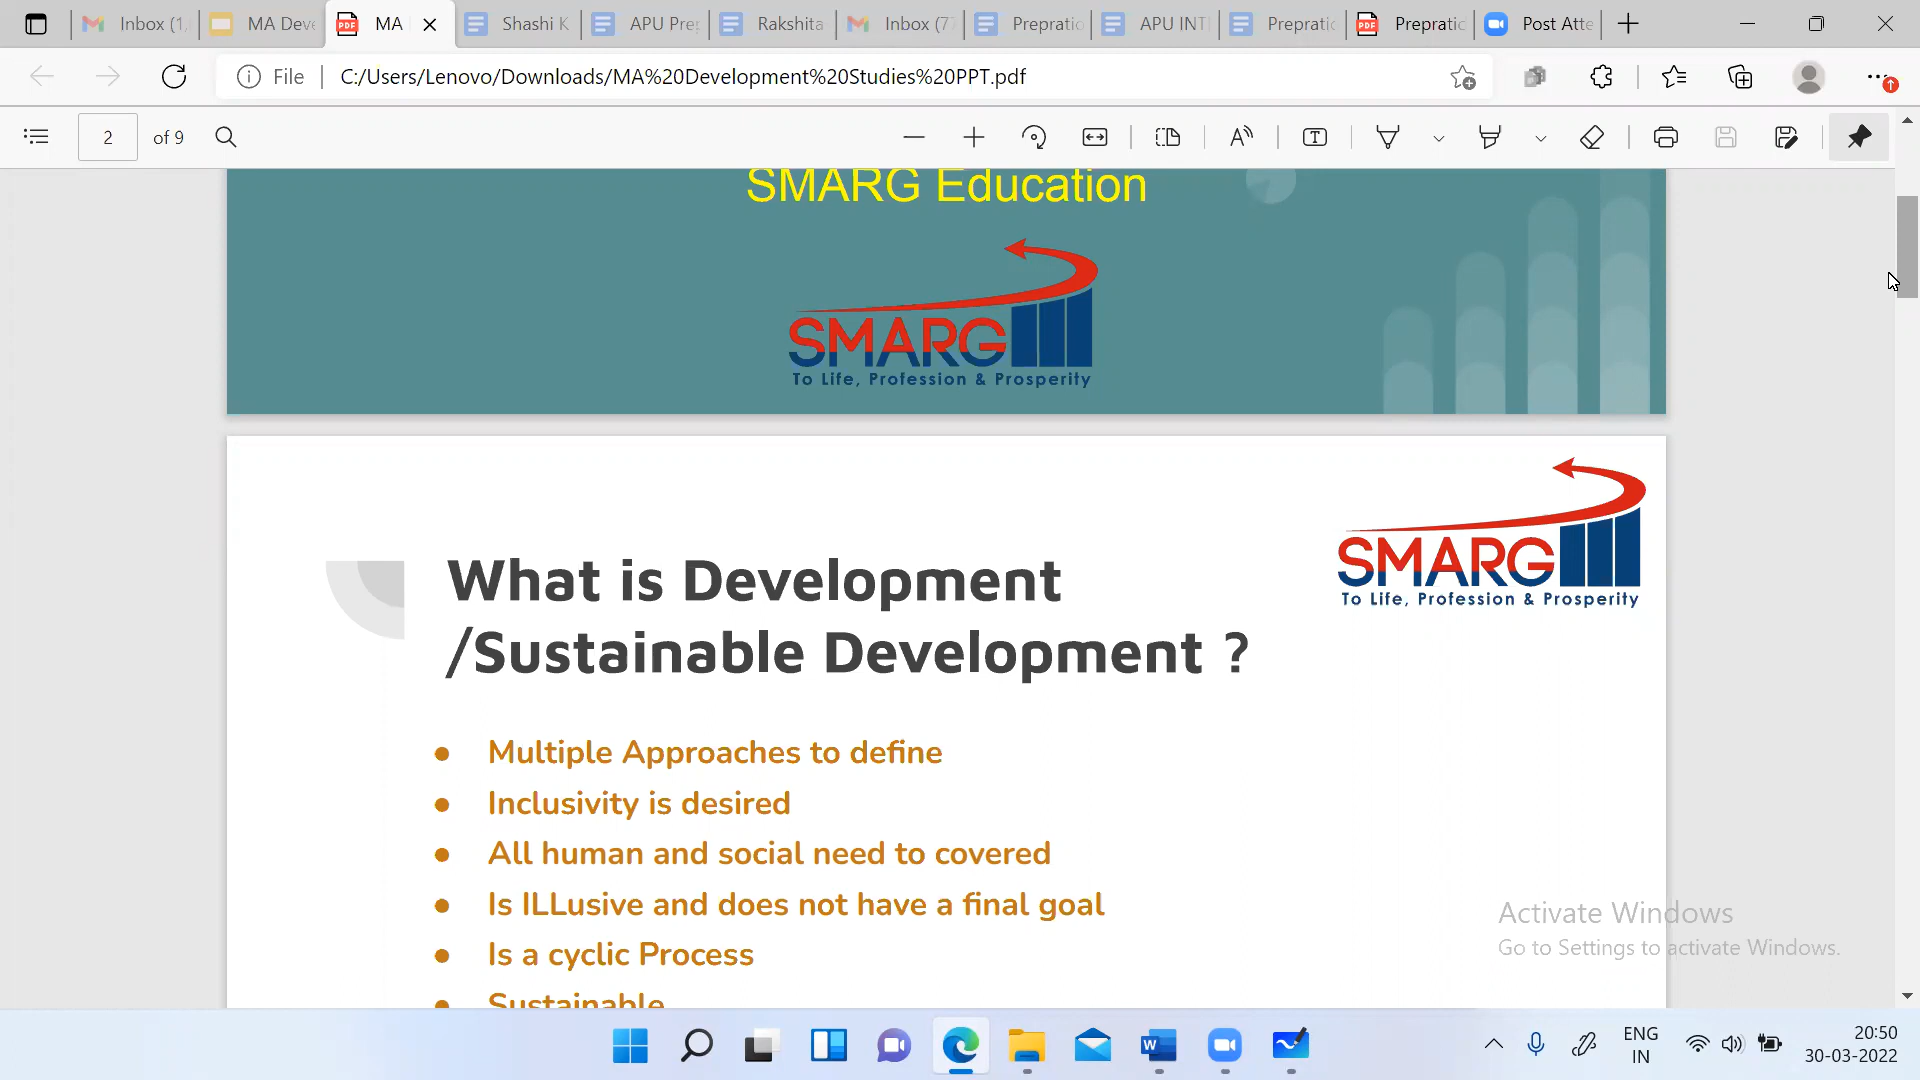 Inbox (1,
MA Deve
MA
Shashi K
APU Pre
Rakshita
Inbox (7
Prepratio
APU INT
Prepratic
Prepratic
Post Atte
File
C:/Users/Lenovo/Downloads/MA%20Development%20Studies%20PPT.pdf
2
of 9
SMARG Education
SMARG
To Life, Profession & Prosperity
SMARG
To Life, Profession & Prosperity
What is Development
/Sustainable Development ?
Multiple Approaches to define
Inclusivity is desired
All human and social need to covered
Is ILLusive and does not have a final goal
Is a cyclic Process
Sustainable
Activate Windows
Go to Settings to activate Windows.
ENG
IN
20:50
30-03-2022